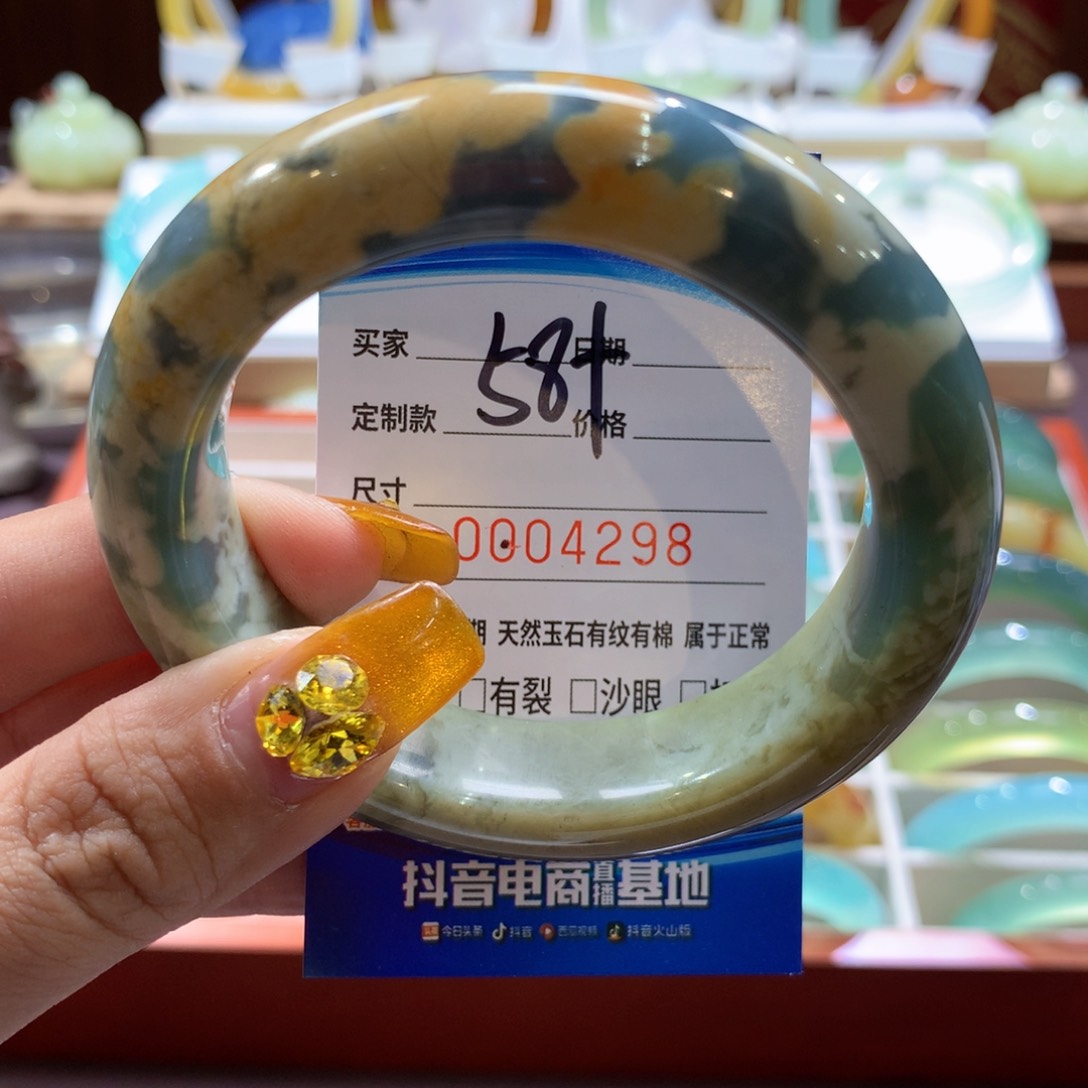 买家 日期
58
定制款 价格
尺寸
0004298
期 天然玉石有纹有棉 属于正常
□有裂 □沙眼 □
抖音电商直播基地
今日头条 抖音 西瓜视频 抖音火山版